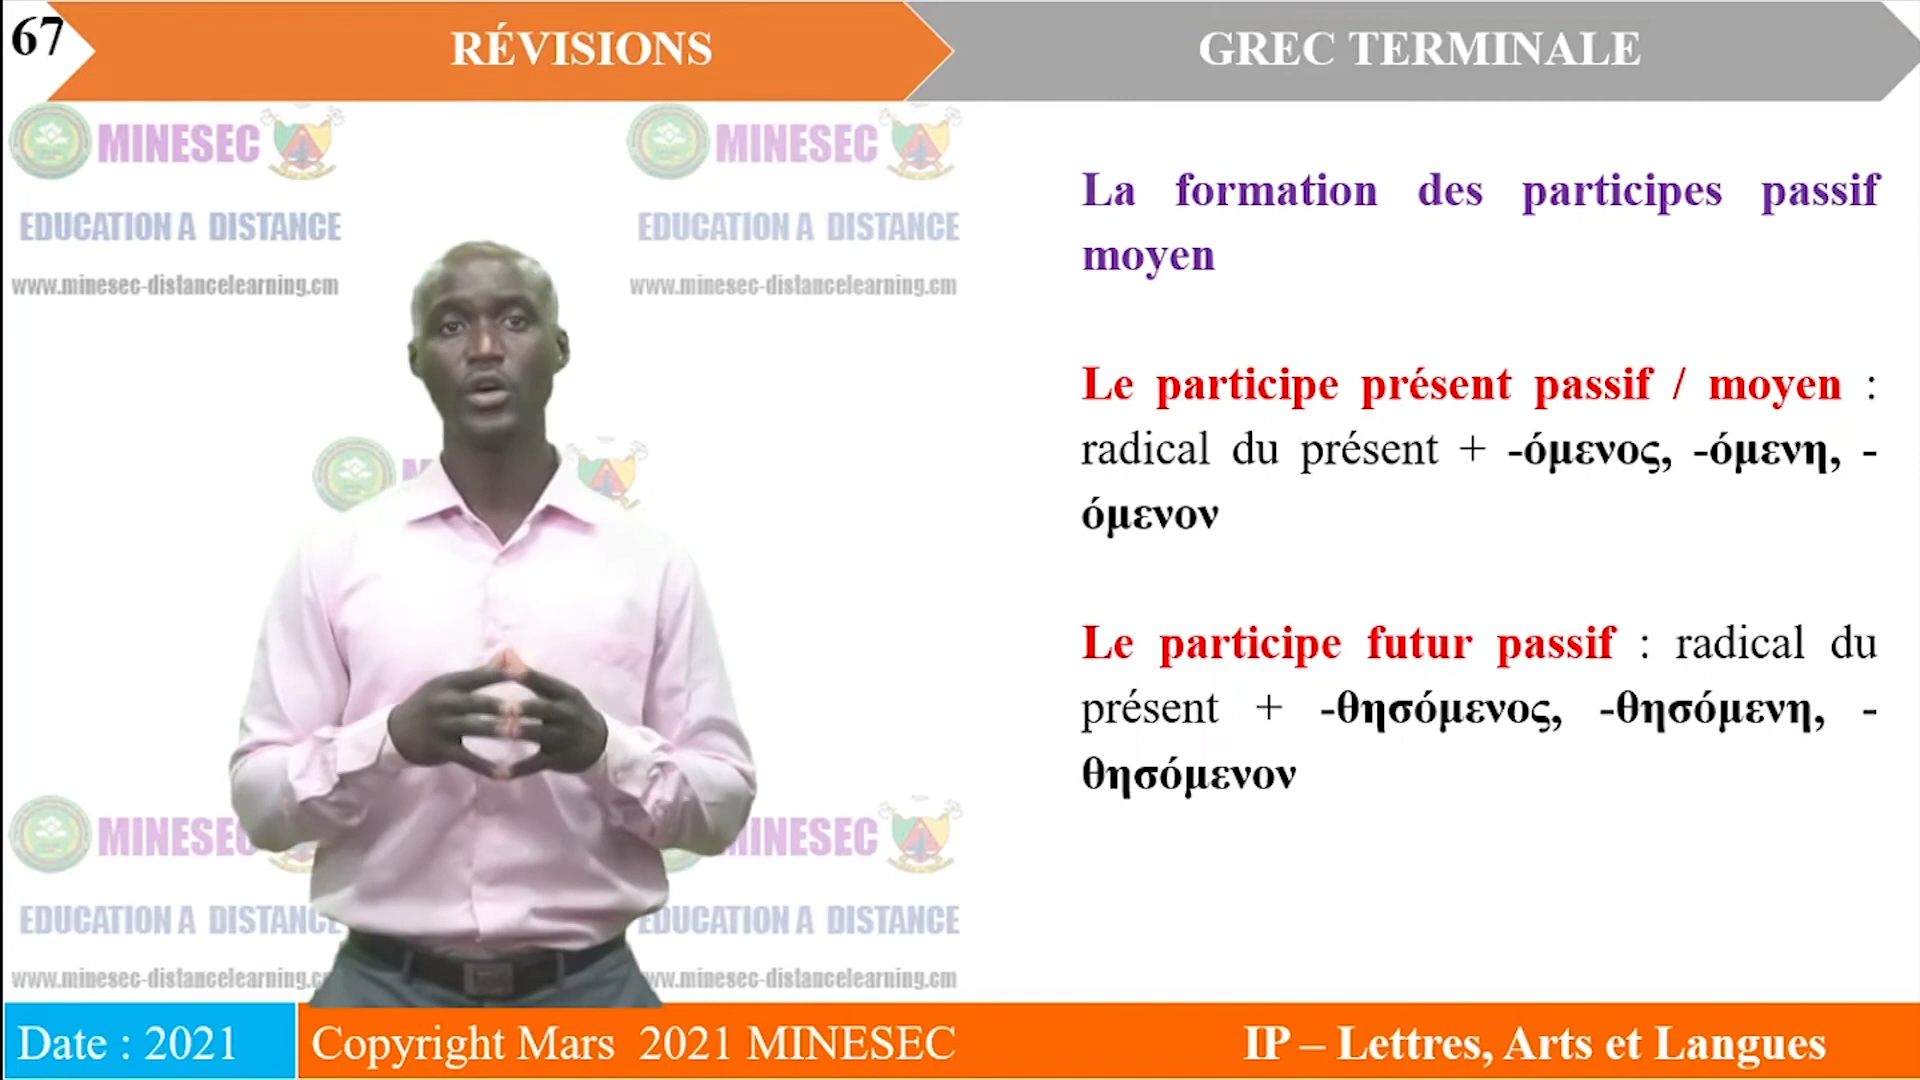 67
RÉVISIONS
GREC TERMINALE
MINESEC
MINESEC
EDUCATION A DISTANCE
EDUCATION A DISTANCE
www.minesec-distancelearning.cm
www.minesec-distancelearning.cm
La formation des participes passif
moyen
Le participe présent passif / moyen :
radical du présent + -όμενος, -όμενη, -
όμενον
Le participe futur passif : radical du
présent + -θησόμενος, -θησόμενη, -
θησόμενον
MINESEC
MINESEC
EDUCATION A DISTANCE
EDUCATION A DISTANCE
www.minesec-distancelearning.c
www.minesec-distancelearning.cm
Date : 2021
Copyright Mars 2021 MINESEC
IP – Lettres, Arts et Langues